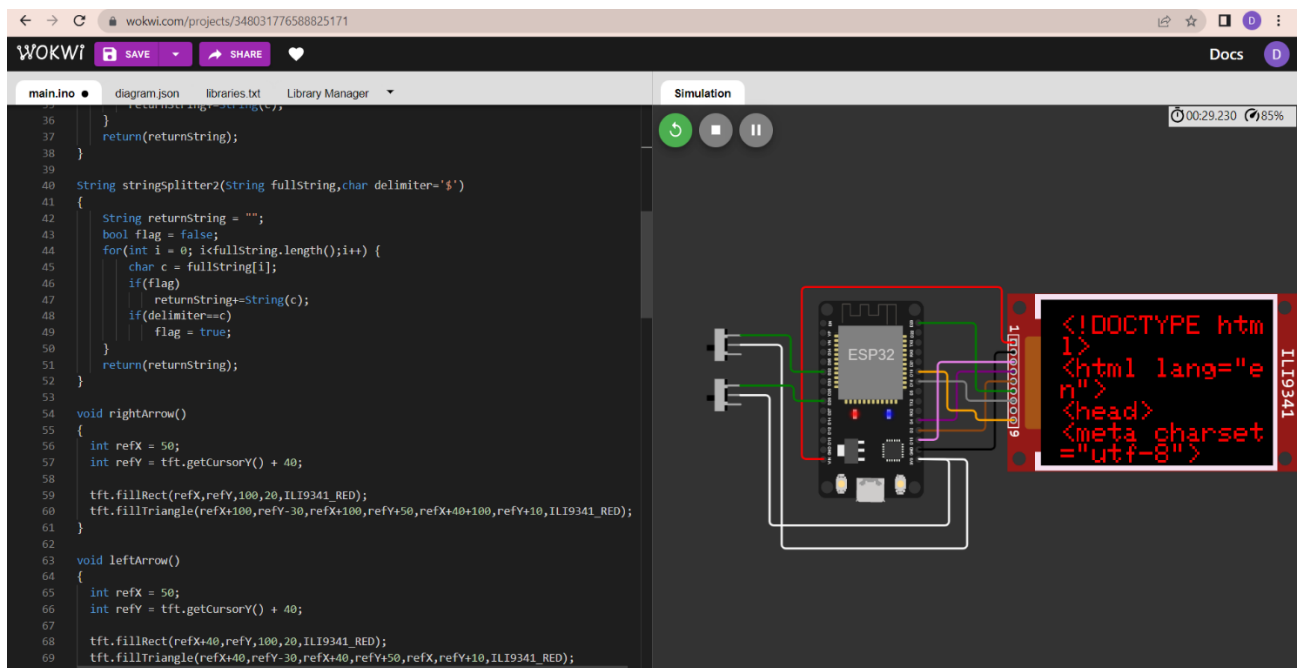 wokwi.com/projects/348031776588825171
D
WOKWI SAVE SHARE Docs D
main.ino diagram.json libraries.txt Library Manager
35 returnString+=String(c);
36 }
37 return(returnString);
38 }
39
40 String stringSplitter2(String fullString,char delimiter='$')
41 {
42 String returnString = "";
43 bool flag = false;
44 for(int i = 0; i<fullString.length();i++) {
45 char c = fullString[i];
46 if(flag)
47 returnString+=String(c);
48 if(delimiter==c)
49 flag = true;
50 }
51 return(returnString);
52 }
53
54 void rightArrow()
55 {
56 int refX = 50;
57 int refY = tft.getCursorY() + 40;
58
59 tft.fillRect(refX,refY,100,20,ILI9341_RED);
60 tft.fillTriangle(refX+100,refY-30,refX+100,refY+50,refX+40+100,refY+10,ILI9341_RED);
61 }
62
63 void leftArrow()
64 {
65 int refX = 50;
66 int refY = tft.getCursorY() + 40;
67
68 tft.fillRect(refX+40,refY,100,20,ILI9341_RED);
69 tft.fillTriangle(refX+40,refY-30,refX+40,refY+50,refX,refY+10,ILI9341_RED);
Simulation
00:29.230 85%
ESP32
1
9
<!DOCTYPE htm
l>
<html lang="e
n">
<head>
<meta charset
="utf-8">
ILI9341